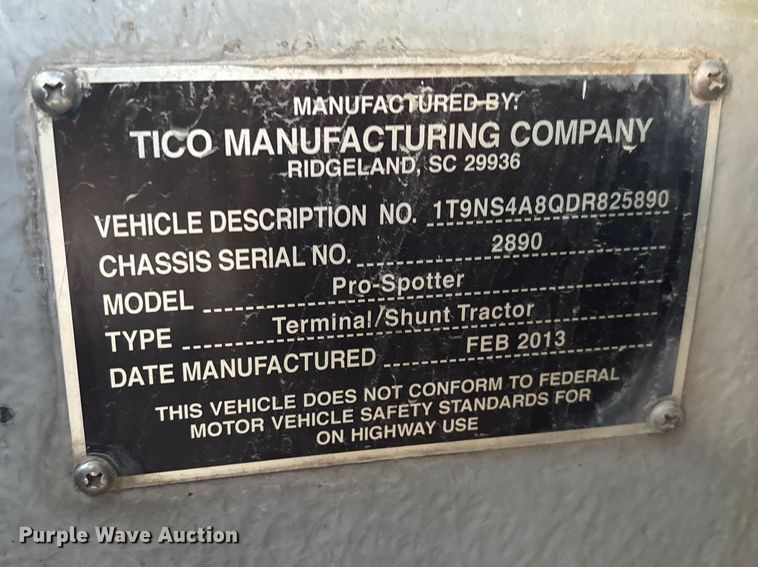 MANUFACTURED BY:
TICO MANUFACTURING COMPANY
RIDGELAND, SC 29936
VEHICLE DESCRIPTION NO. 1T9NS4A8QDR825890
CHASSIS SERIAL NO. 2890
MODEL Pro-Spotter
TYPE Terminal/Shunt Tractor
DATE MANUFACTURED FEB 2013
THIS VEHICLE DOES NOT CONFORM TO FEDERAL
MOTOR VEHICLE SAFETY STANDARDS FOR
ON HIGHWAY USE
Purple Wave Auction